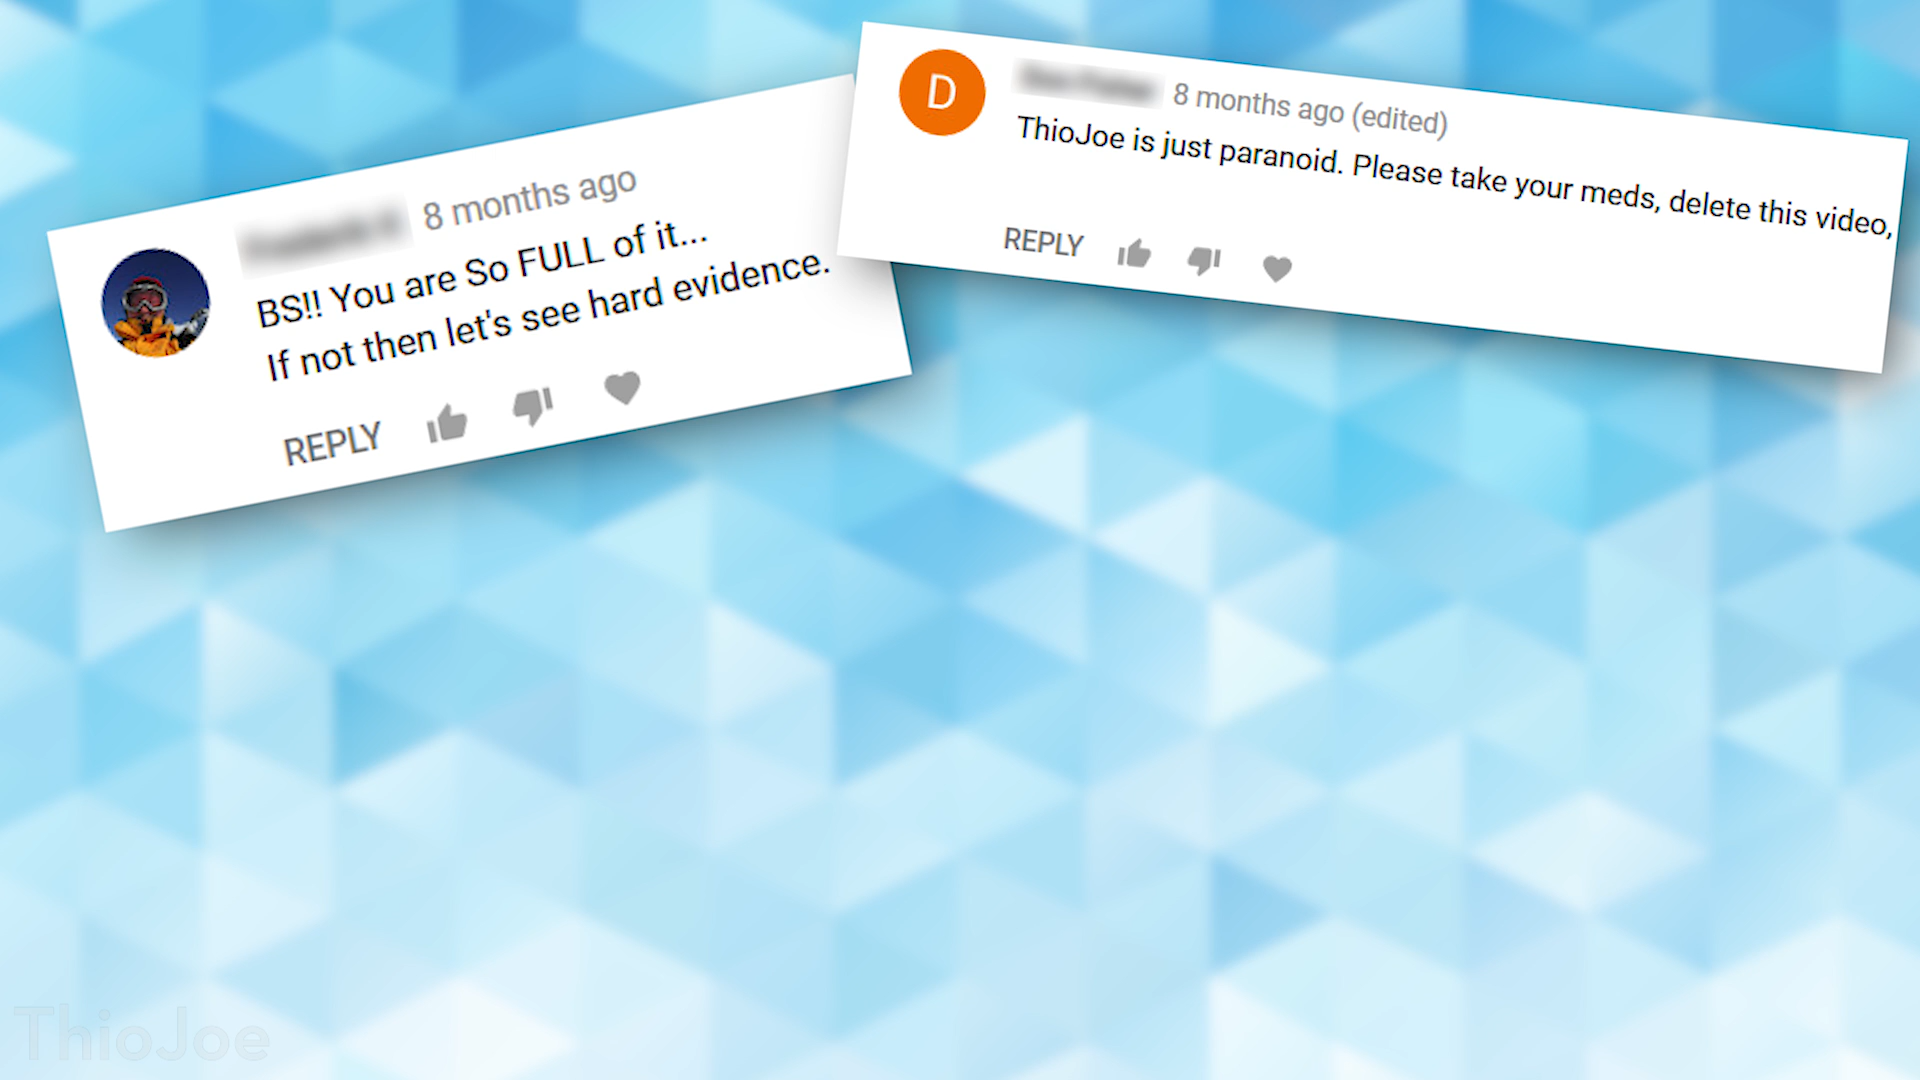 8 months ago
BS!! You are So FULL of it...
If not then let's see hard evidence.
REPLY
D
8 months ago (edited)
ThioJoe is just paranoid. Please take your meds, delete this video,
REPLY
ThioJoe